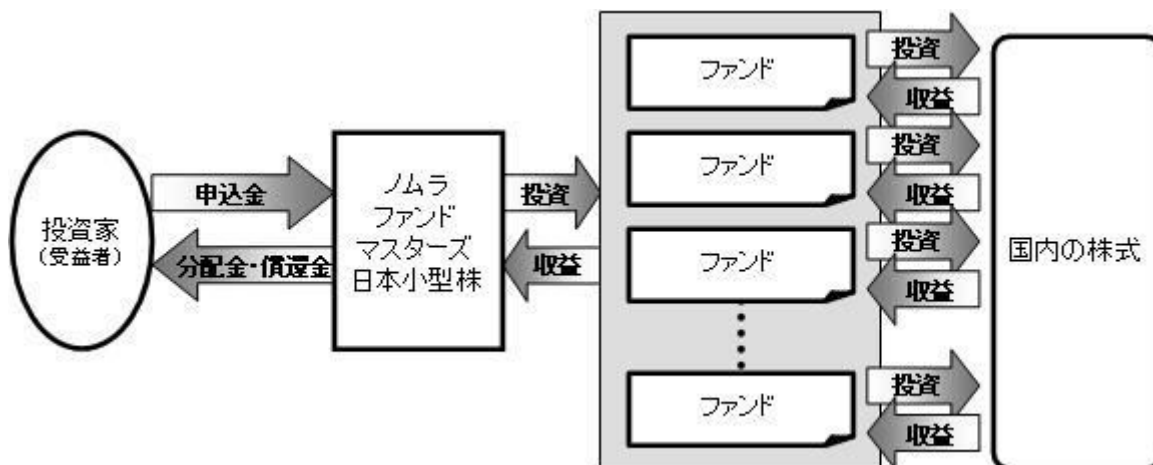 投資家
(受益者)
申込金
分配金・償還金
ノムラ
ファンド
マスターズ
日本小型株
投資
収益
ファンド
投資
収益
ファンド
投資
収益
ファンド
投資
収益
ファンド
投資
収益
国内の株式